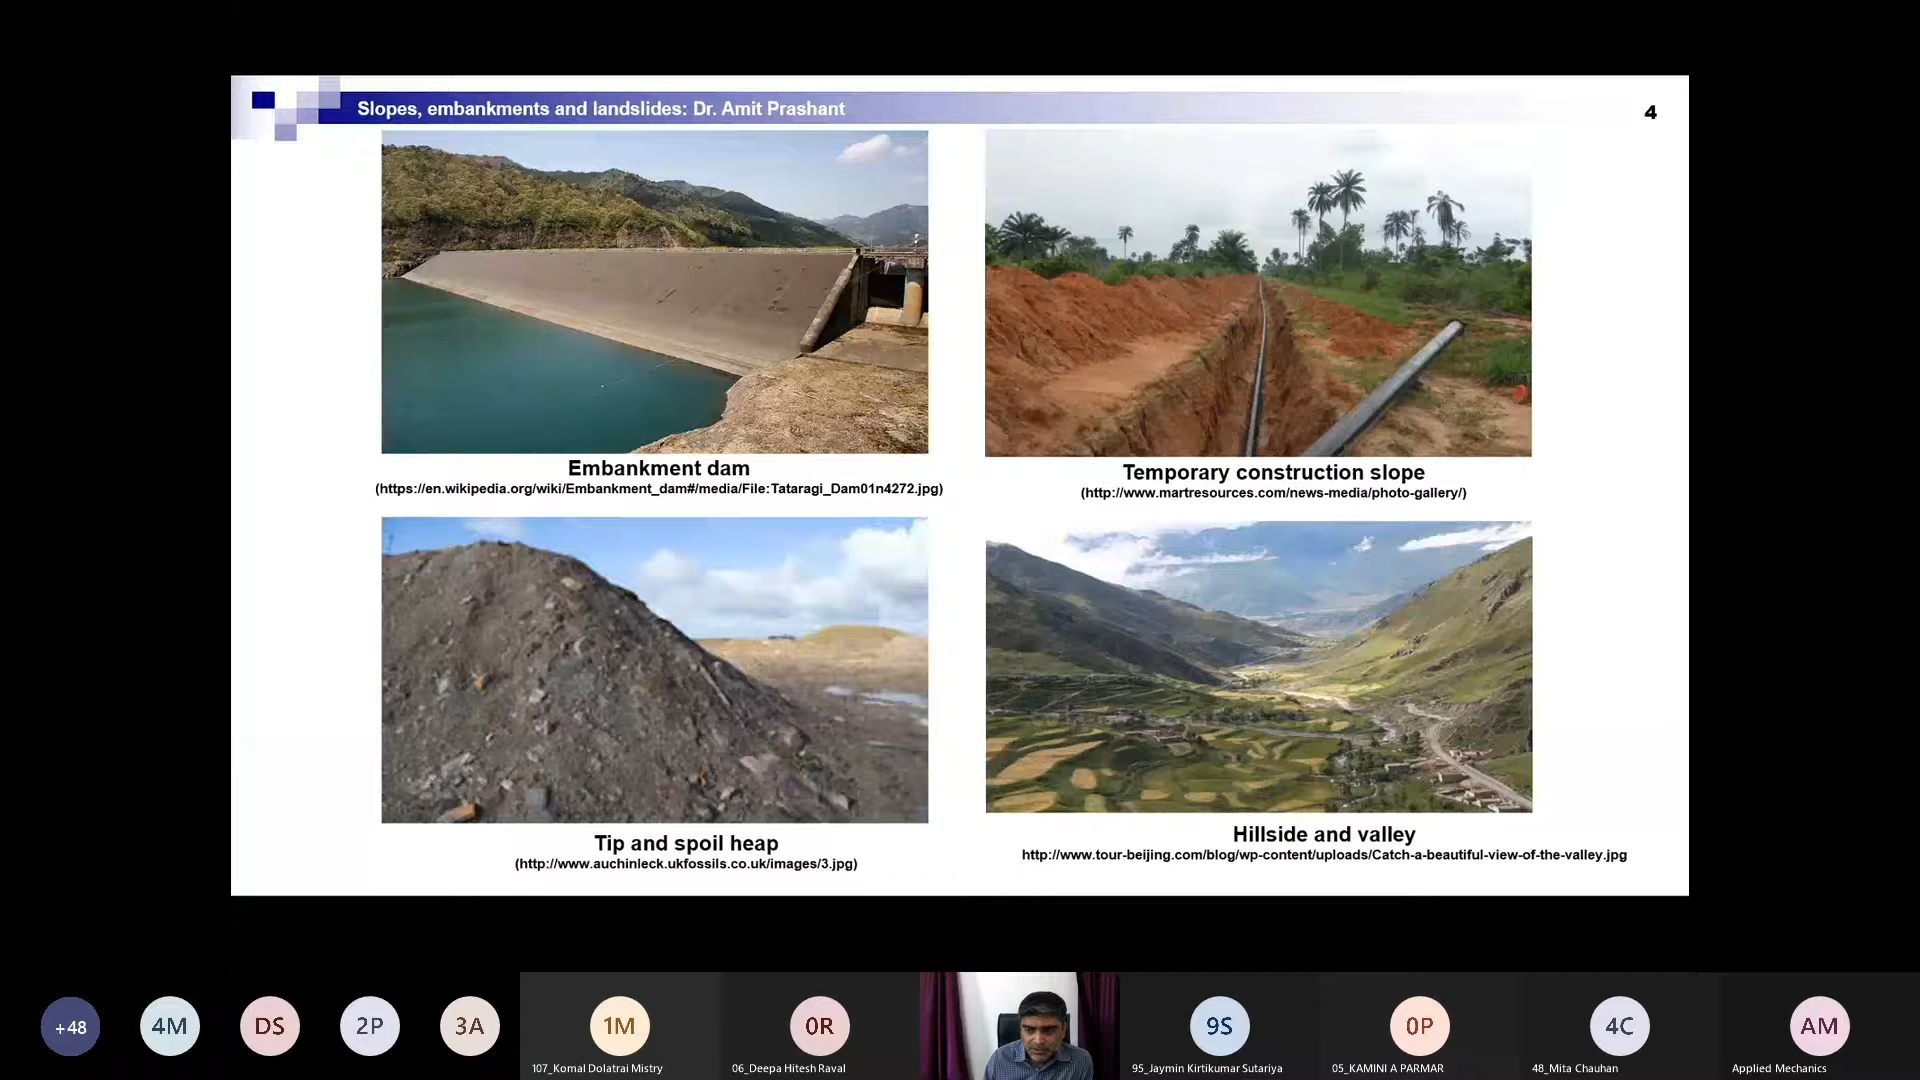 Slopes, embankments and landslides: Dr. Amit Prashant
4
Embankment dam
(https://en.wikipedia.org/wiki/Embankment_dam#/media/File:Tataragi_Dam01n4272.jpg)
Temporary construction slope
(http://www.martresources.com/news-media/photo-gallery/)
Tip and spoil heap
(http://www.auchinleck.ukfossils.co.uk/images/3.jpg)
Hillside and valley
http://www.tour-beijing.com/blog/wp-content/uploads/Catch-a-beautiful-view-of-the-valley.jpg
+48
4M
DS
2P
3A
1M
0R
9S
0P
4C
AM
107_Komal Dolatrai Mistry
06_Deepa Hitesh Raval
95_Jaymin Kirtikumar Sutariya
05_KAMINI A PARMAR
48_Mita Chauhan
Applied Mechanics